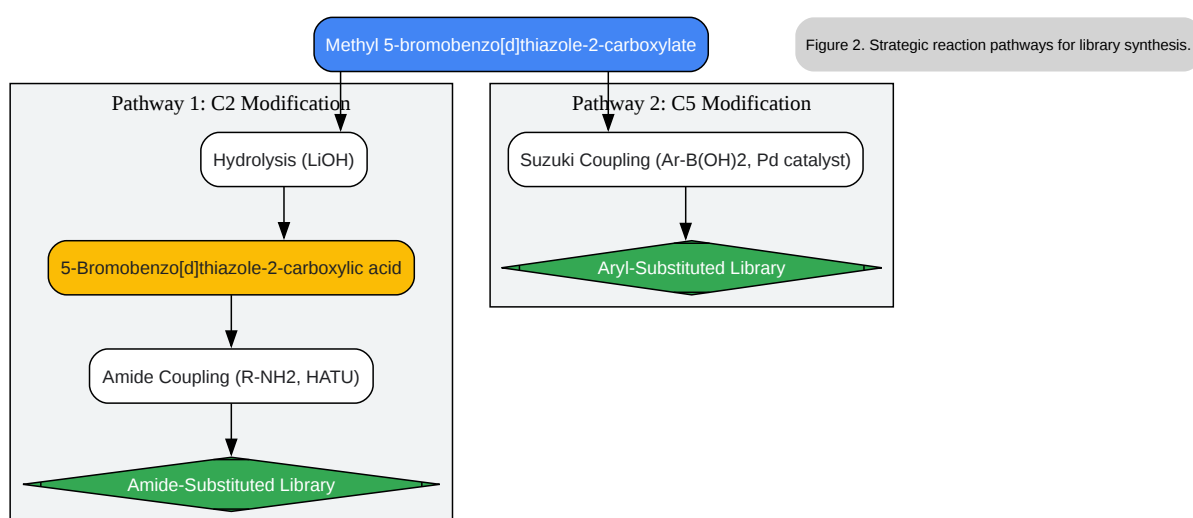 Methyl 5-bromobenzo[d]thiazole-2-carboxylate
Figure 2. Strategic reaction pathways for library synthesis.
Pathway 1: C2 Modification
Hydrolysis (LiOH)
5-Bromobenzo[d]thiazole-2-carboxylic acid
Amide Coupling (R-NH2, HATU)
Amide-Substituted Library
Pathway 2: C5 Modification
Suzuki Coupling (Ar-B(OH)2, Pd catalyst)
Aryl-Substituted Library